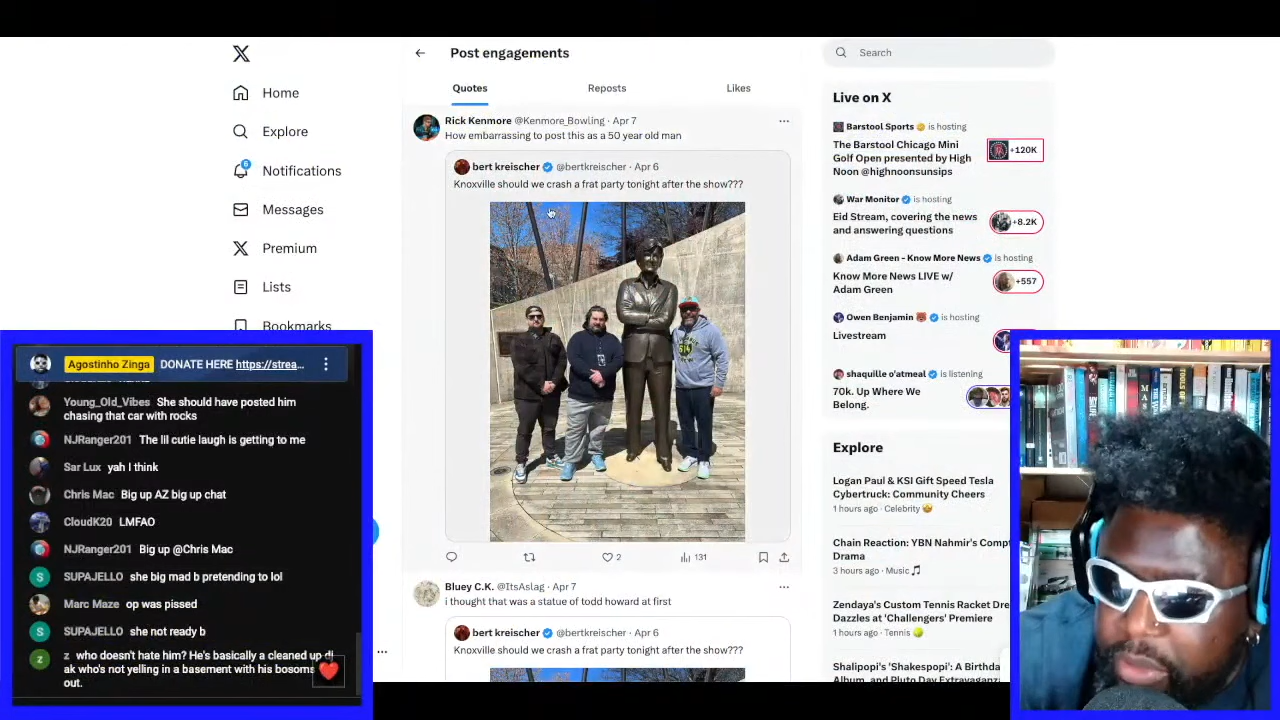 Post engagements
Search
Quotes
Reposts
Likes
Home
Explore
6
Notifications
Messages
Premium
Lists
Bookmarks
Rick Kenmore @Kenmore_Bowling · Apr 7
How embarrassing to post this as a 50 year old man
bert kreischer @bertkreischer · Apr 6
Knoxville should we crash a frat party tonight after the show???
2
131
Bluey C.K. @ItsAslag · Apr 7
i thought that was a statue of todd howard at first
bert kreischer @bertkreischer · Apr 6
Knoxville should we crash a frat party tonight after the show???
Live on X
Barstool Sports is hosting
The Barstool Chicago Mini
Golf Open presented by High
Noon @highnoonsunsips
+120K
War Monitor is hosting
Eid Stream, covering the news
and answering questions
+8.2K
Adam Green - Know More News is hosting
Know More News LIVE w/
Adam Green
+557
Owen Benjamin is hosting
Livestream
shaquille o'atmeal is listening
70k. Up Where We
Belong.
Explore
Logan Paul & KSI Gift Speed Tesla
Cybertruck: Community Cheers
1 hours ago · Celebrity
Chain Reaction: YBN Nahmir's
Drama
3 hours ago · Music
Zendaya's Custom Tennis Racket
Dazzles at 'Challengers' Premiere
1 hours ago · Tennis
Shalipopi's 'Shakespopi': A Birthda
Album, and Pluto Day
Agostinho Zinga DONATE HERE https://strea...
Young_Old_Vibes She should have posted him
chasing that car with rocks
NJRanger201 The lil cutie laugh is getting to me
Sar Lux yah I think
Chris Mac Big up AZ big up chat
CloudK20 LMFAO
NJRanger201 Big up @Chris Mac
S SUPAJELLO she big mad b pretending to lol
Marc Maze op was pissed
S SUPAJELLO she not ready b
z z who doesn't hate him? He's basically a cleaned up dj
ak who's not yelling in a basement with his bosoms
out.